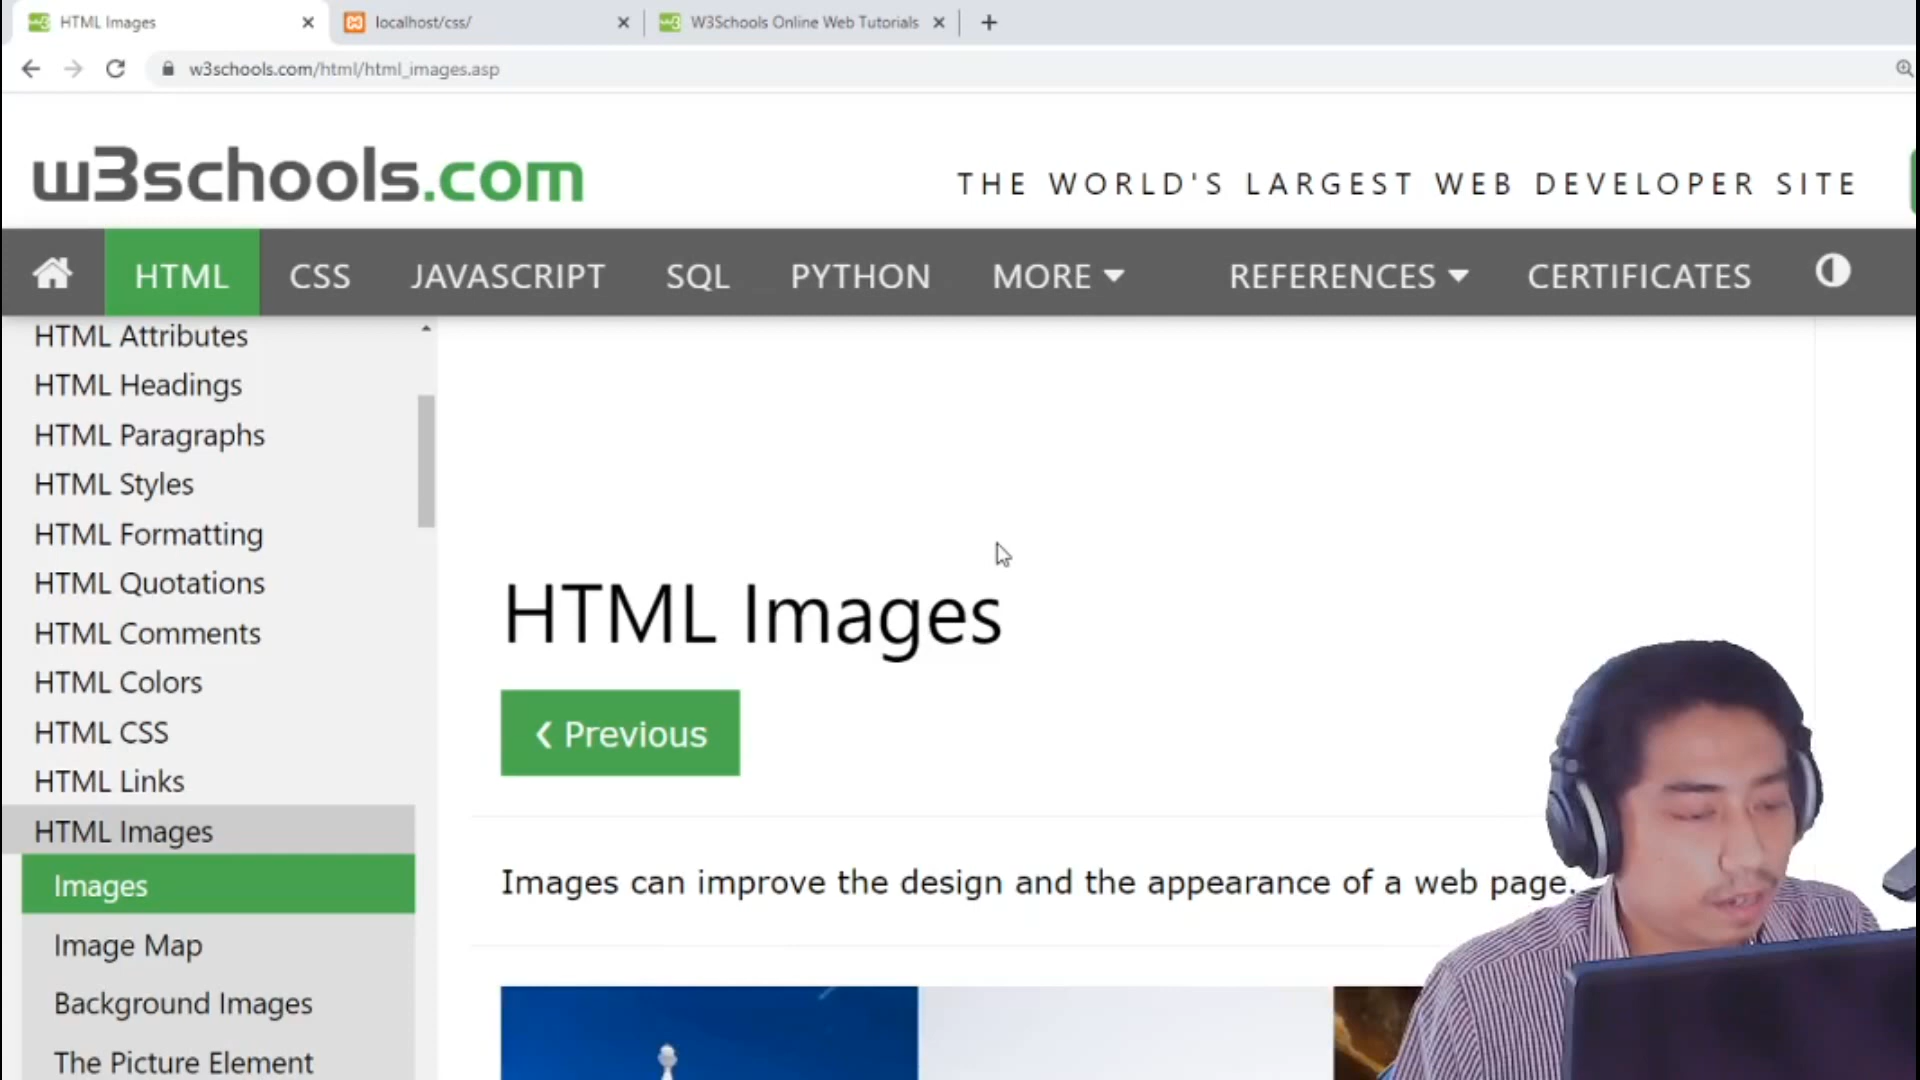 HTML Images
localhost/css/
W3Schools Online Web Tutorials
w3schools.com/html/html_images.asp
w3schools.com
THE WORLD'S LARGEST WEB DEVELOPER SITE
HTML
CSS
JAVASCRIPT
SQL
PYTHON
MORE
REFERENCES
CERTIFICATES
HTML Attributes
HTML Headings
HTML Paragraphs
HTML Styles
HTML Formatting
HTML Quotations
HTML Comments
HTML Colors
HTML CSS
HTML Links
HTML Images
Images
Image Map
Background Images
The Picture Element
HTML Images
❮ Previous
Images can improve the design and the appearance of a web page.